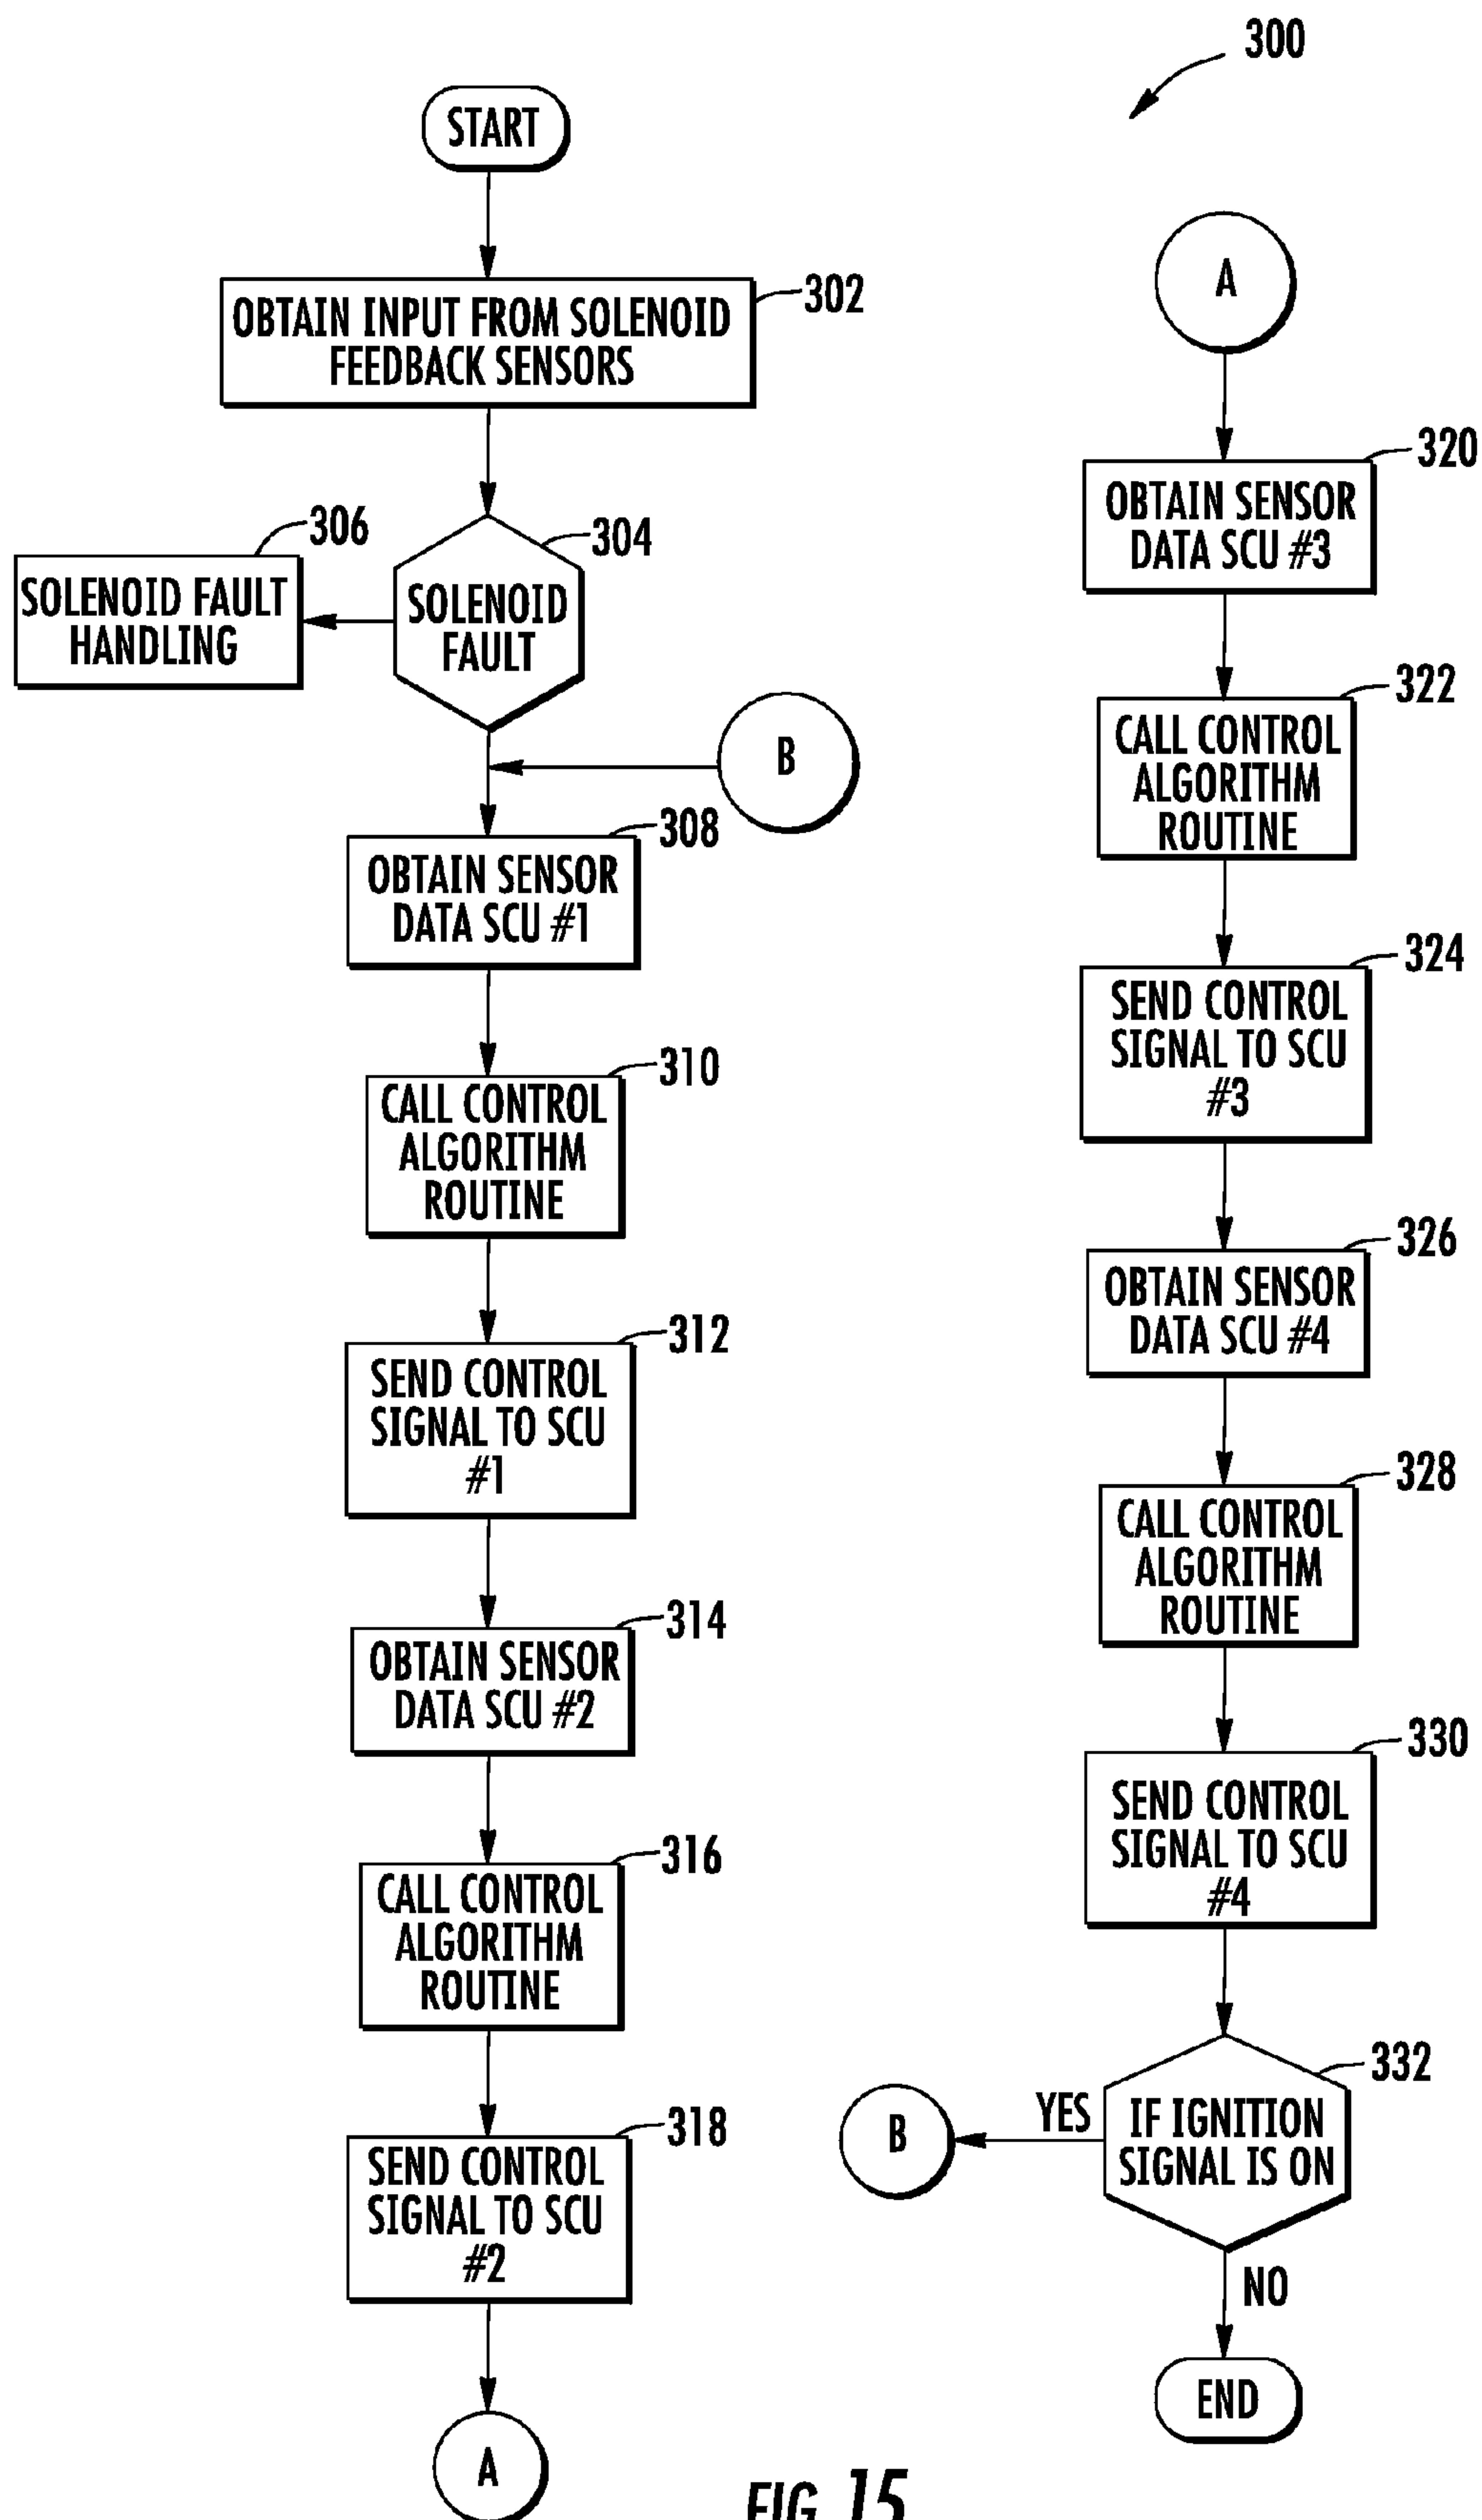 300
START
302
OBTAIN INPUT FROM SOLENOID
FEEDBACK SENSORS
304
SOLENOID
FAULT
306
SOLENOID FAULT
HANDLING
B
308
OBTAIN SENSOR
DATA SCU #1
310
CALL CONTROL
ALGORITHM
ROUTINE
312
SEND CONTROL
SIGNAL TO SCU
#1
314
OBTAIN SENSOR
DATA SCU #2
316
CALL CONTROL
ALGORITHM
ROUTINE
318
SEND CONTROL
SIGNAL TO SCU
#2
A
A
320
OBTAIN SENSOR
DATA SCU #3
322
CALL CONTROL
ALGORITHM
ROUTINE
324
SEND CONTROL
SIGNAL TO SCU
#3
326
OBTAIN SENSOR
DATA SCU #4
328
CALL CONTROL
ALGORITHM
ROUTINE
330
SEND CONTROL
SIGNAL TO SCU
#4
332
IF IGNITION
SIGNAL IS ON
YES
B
NO
END
FIG. 15